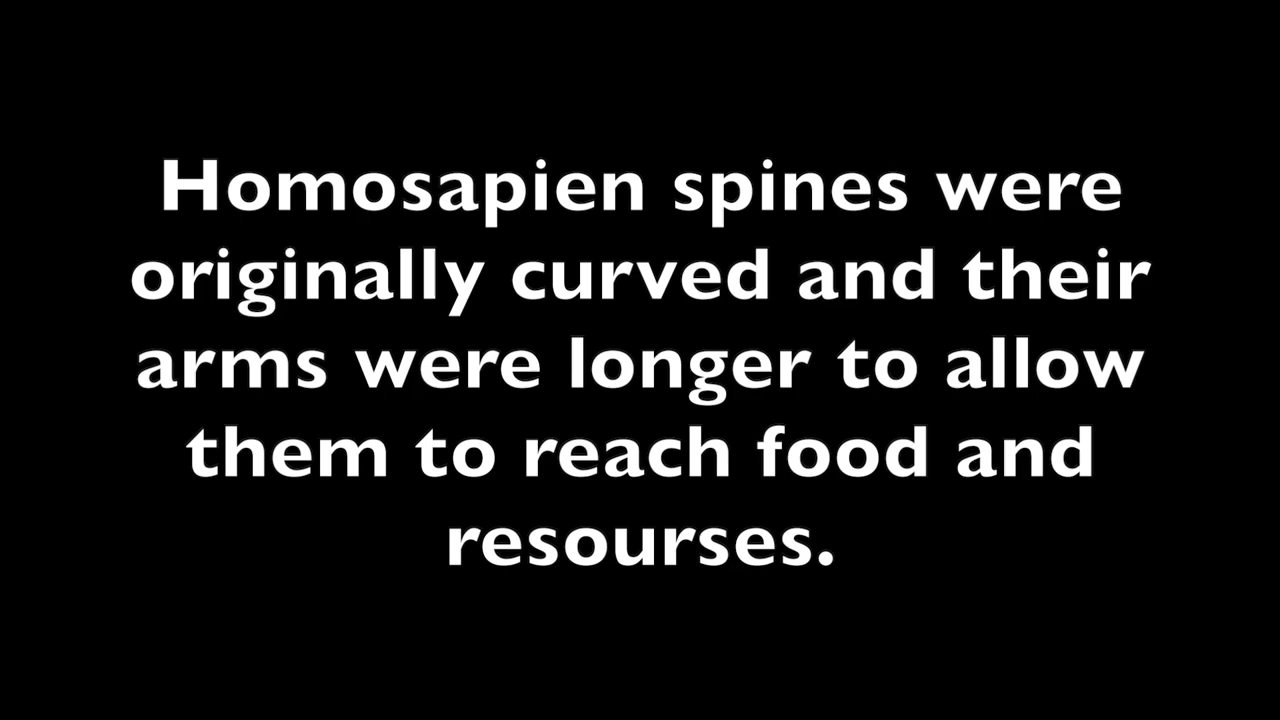 Homosapien spines were
originally curved and their
arms were longer to allow
them to reach food and
resourses.